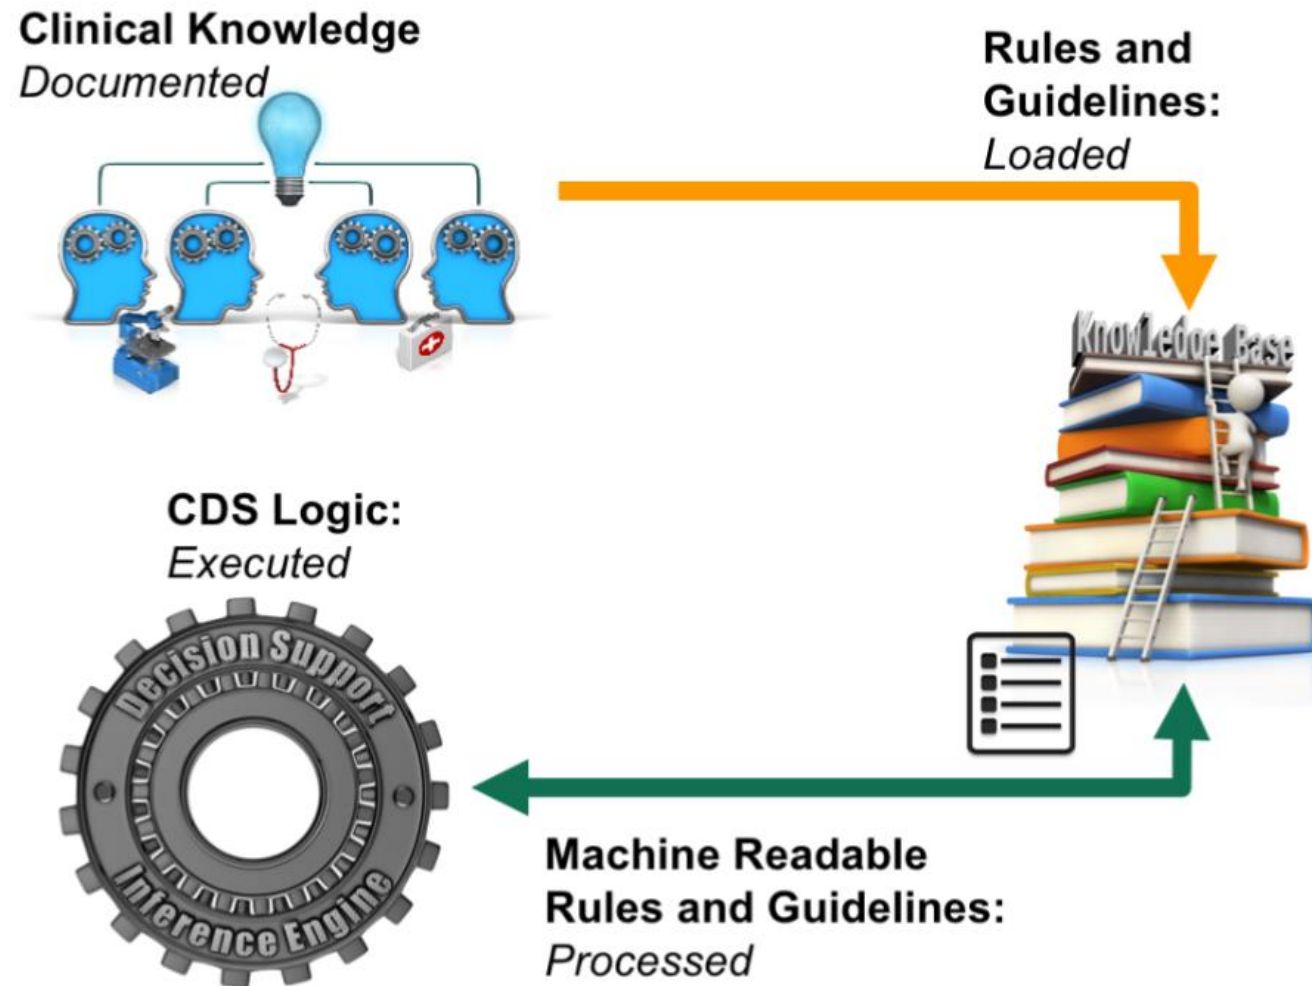 Clinical Knowledge
Documented
Rules and
Guidelines:
Loaded
Knowledge Base
CDS Logic:
Executed
Decision Support
Inference Engine
Machine Readable
Rules and Guidelines:
Processed